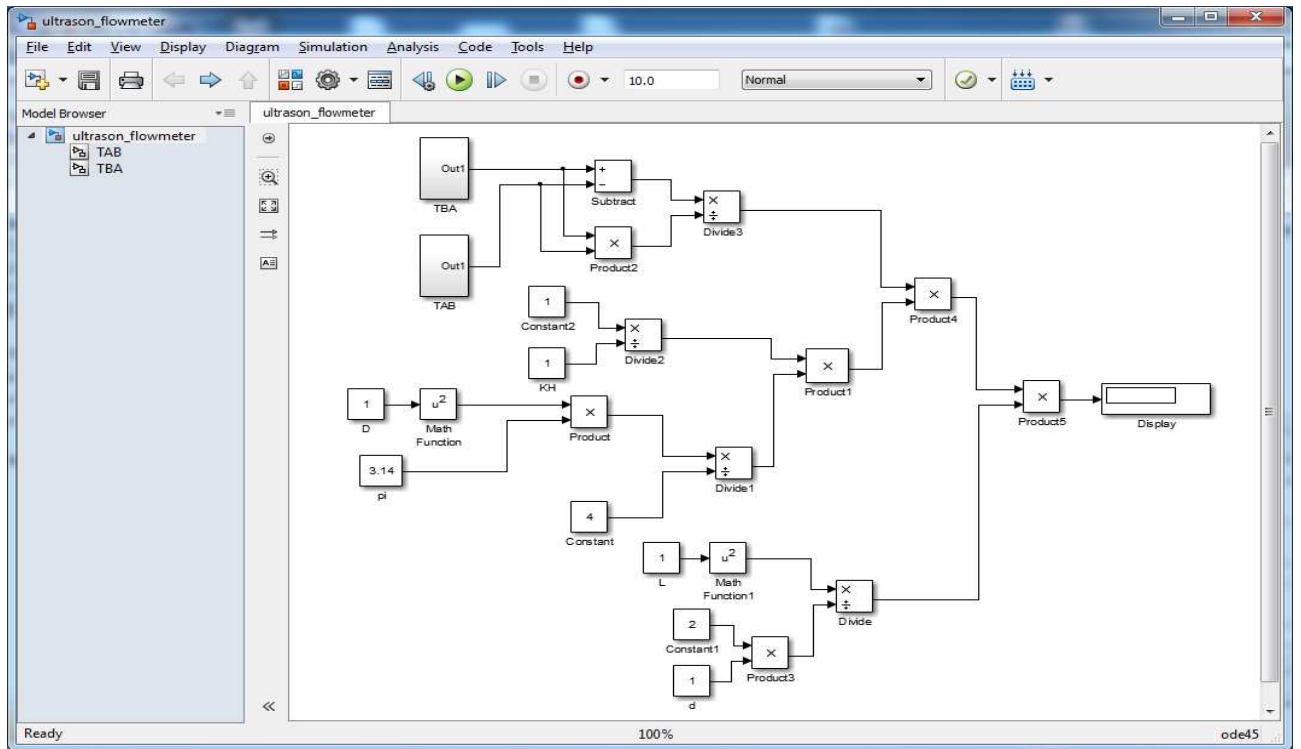 ultrason_flowmeter
File Edit View Display Diagram Simulation Analysis Code Tools Help
10.0 Normal
Model Browser
ultrason_flowmeter
ultrason_flowmeter
TAB
TBA
Out1
TBA
+
−
Subtract
×
÷
Divide3
×
Product2
Out1
TAB
×
Product4
1
Constant2
×
÷
Divide2
1
KH
×
Product1
1
D
u²
Math
Function
×
Product
×
Product5
Display
3.14
pi
×
÷
Divide1
4
Constant
1
L
u²
Math
Function1
×
÷
Divide
2
Constant1
×
Product3
1
d
Ready 100% ode45